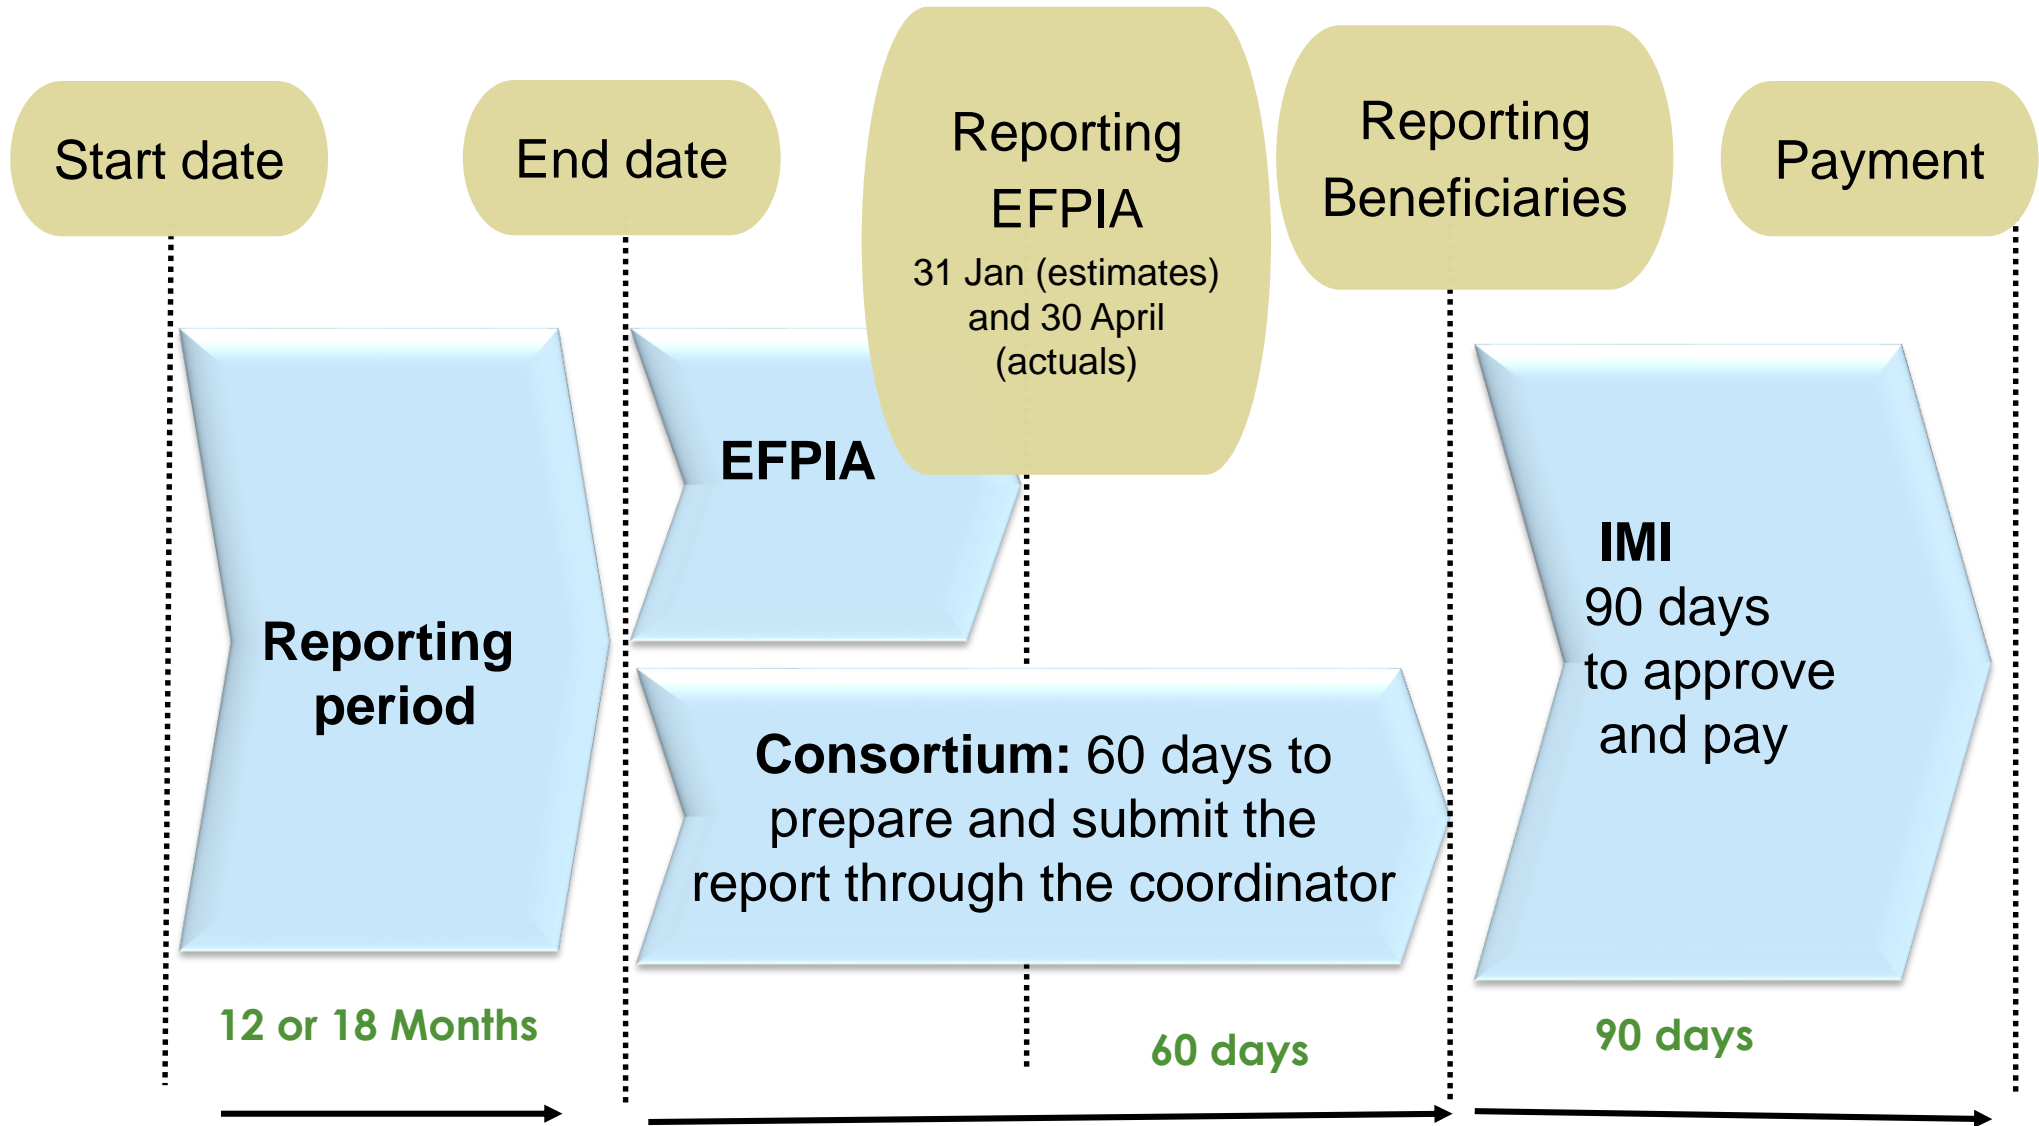 Start date
End date
Reporting
EFPIA
31 Jan (estimates)
and 30 April
(actuals)
Reporting
Beneficiaries
Payment
Reporting
period
EFPIA
Consortium: 60 days to
prepare and submit the
report through the coordinator
IMI
90 days
to approve
and pay
12 or 18 Months
60 days
90 days